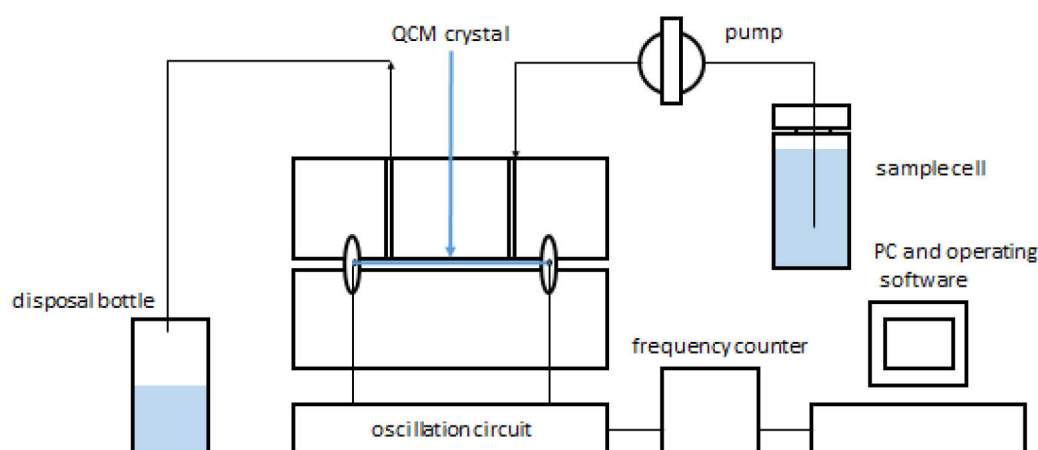 QCM crystal
pump
sample cell
PC and operating
software
disposal bottle
frequency counter
oscillation circuit